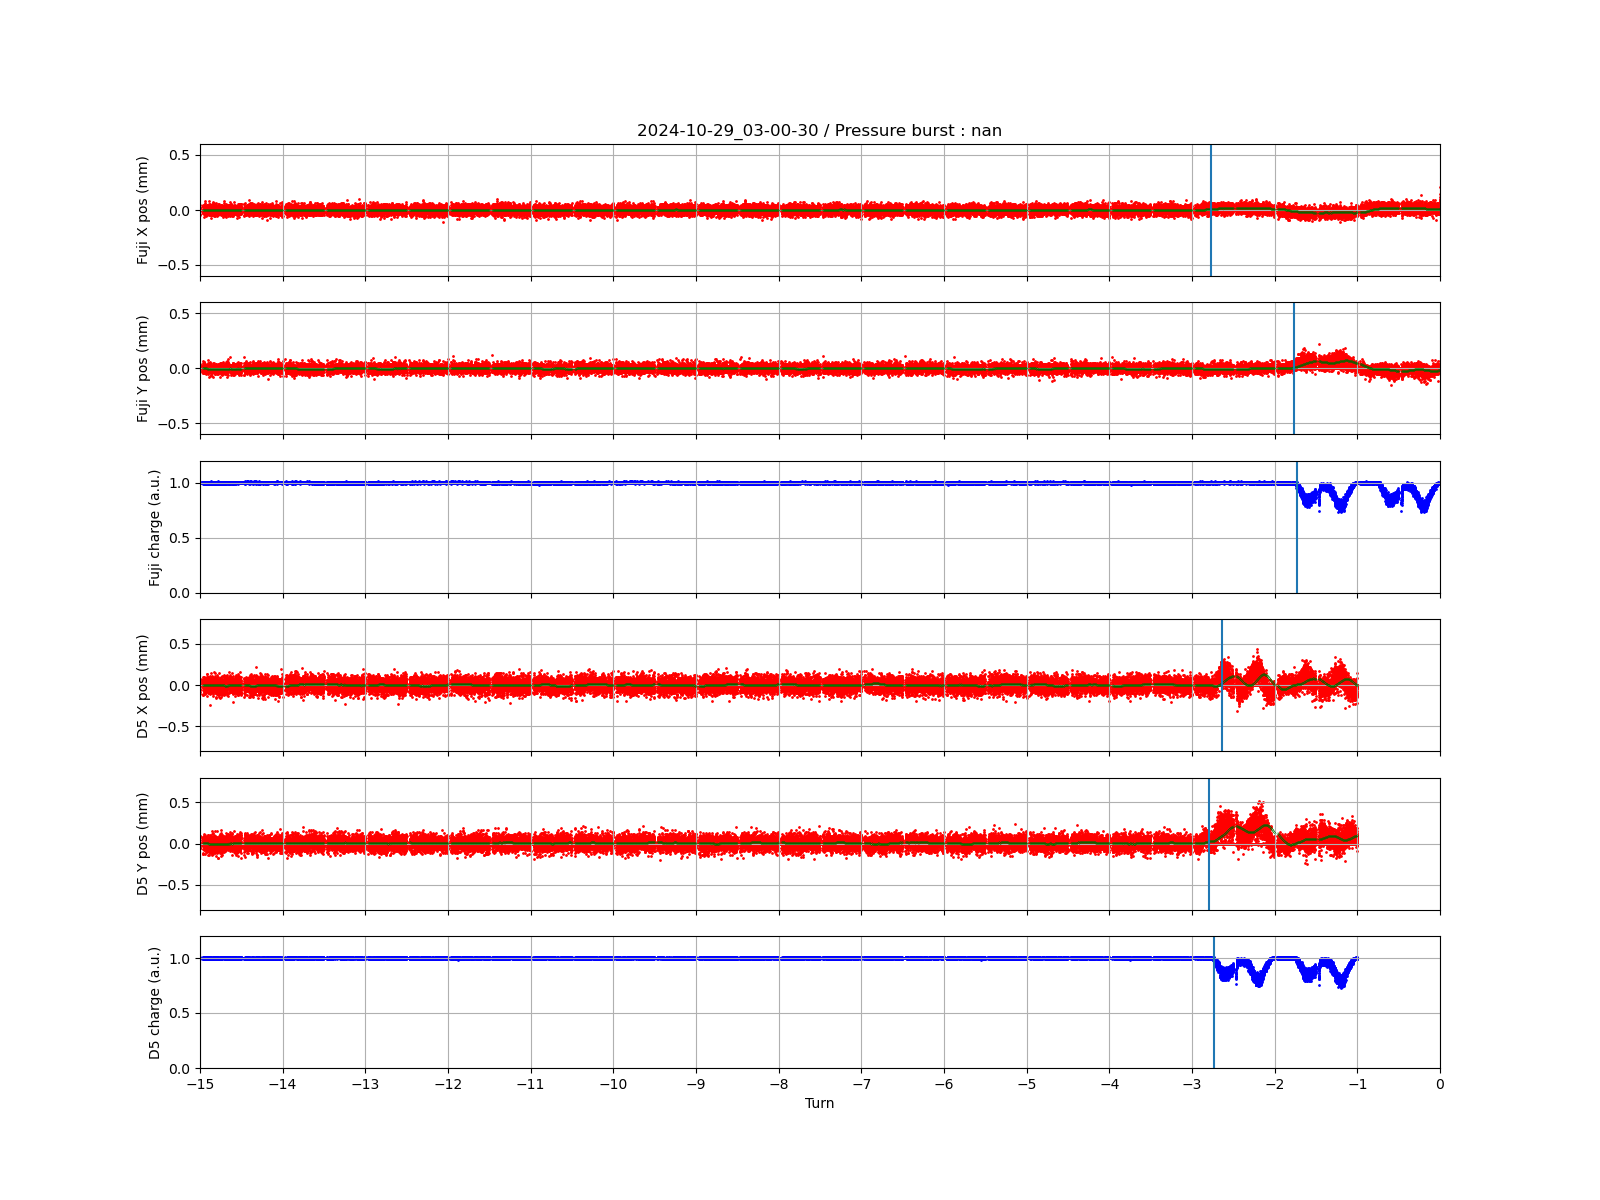 2024-10-29_03-00-30 / Pressure burst : nan
Fuji X pos (mm)
0.5
0.0
−0.5
Fuji Y pos (mm)
0.5
0.0
−0.5
Fuji charge (a.u.)
1.0
0.5
0.0
D5 X pos (mm)
0.5
0.0
−0.5
D5 Y pos (mm)
0.5
0.0
−0.5
D5 charge (a.u.)
1.0
0.5
0.0
−15 −14 −13 −12 −11 −10 −9 −8 −7 −6 −5 −4 −3 −2 −1 0
Turn